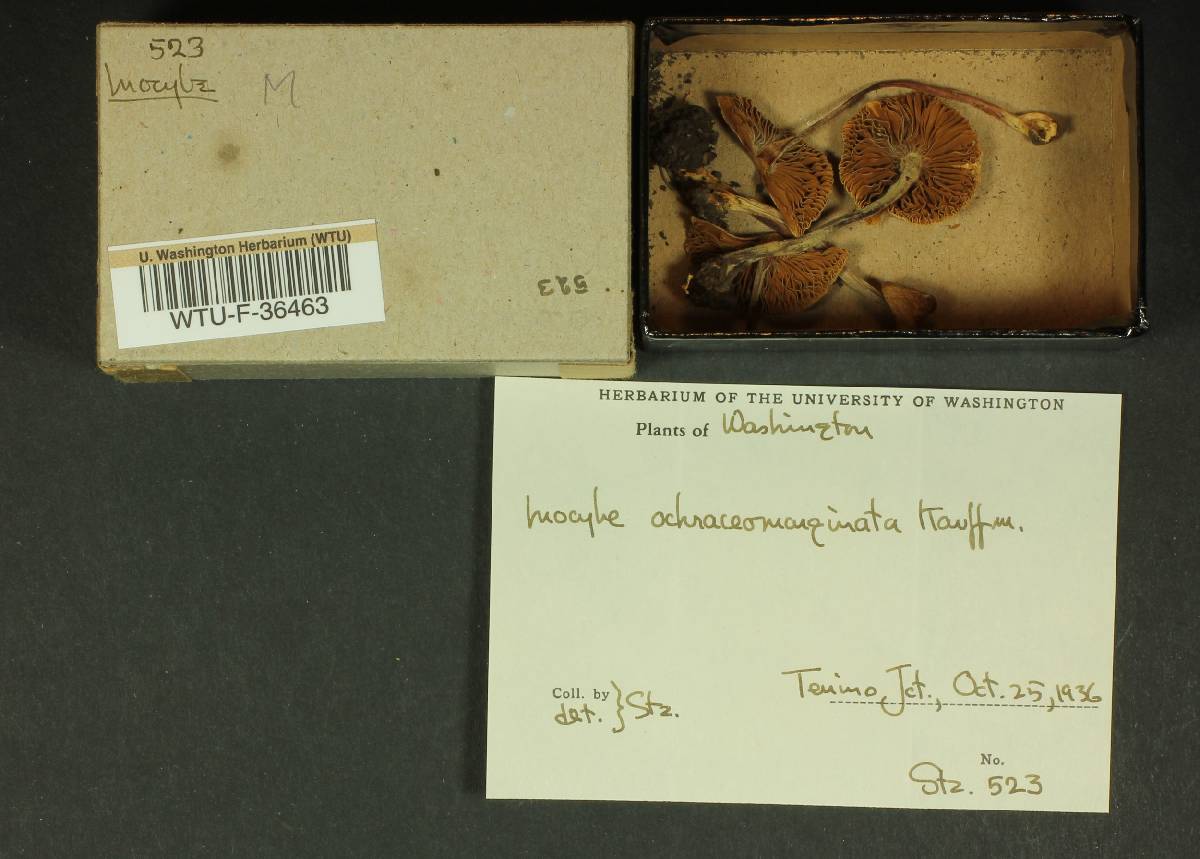 523
Inocybe M
U. Washington Herbarium (WTU)
WTU-F-36463
523
HERBARIUM OF THE UNIVERSITY OF WASHINGTON
Plants of Washington
Inocybe ochraceomarginata Kauffm.
Tenino, Jct., Oct. 25, 1936
Coll. by
det. } Stz.
No.
Stz. 523